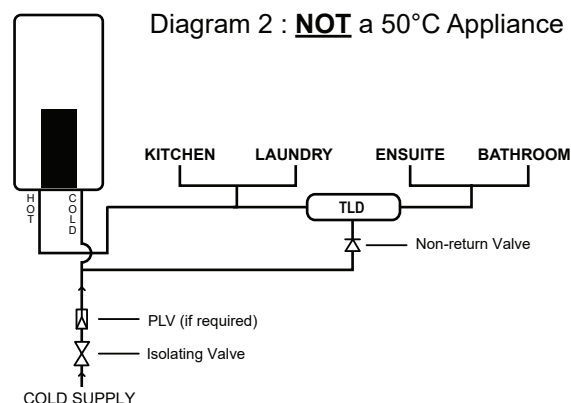 Diagram 2 : NOT a 50°C Appliance
KITCHEN LAUNDRY ENSUITE BATHROOM
HOT
COLD
TLD
Non-return Valve
PLV (if required)
Isolating Valve
COLD SUPPLY